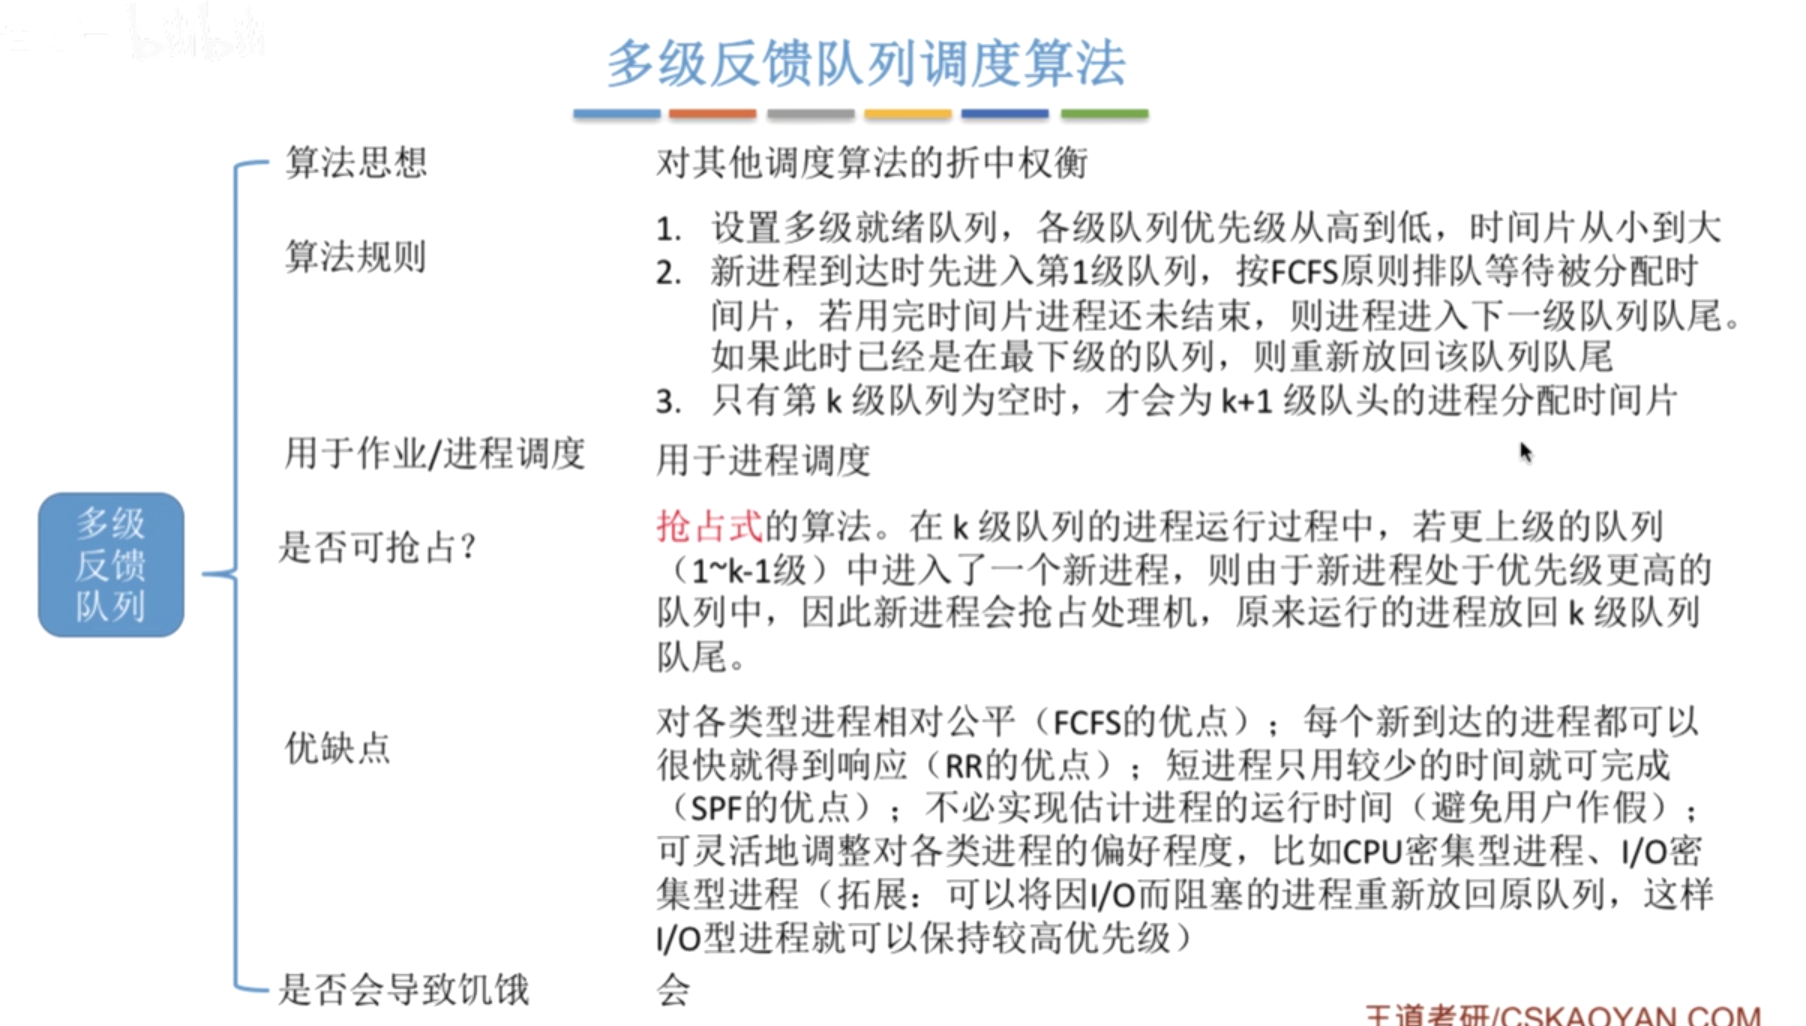 多级反馈队列调度算法
算法思想
对其他调度算法的折中权衡
算法规则
1. 设置多级就绪队列，各级队列优先级从高到低，时间片从小到大
2. 新进程到达时先进入第1级队列，按FCFS原则排队等待被分配时
间片，若用完时间片进程还未结束，则进程进入下一级队列队尾。
如果此时已经是在最下级的队列，则重新放回该队列队尾
3. 只有第 k 级队列为空时，才会为 k+1 级队头的进程分配时间片
用于作业/进程调度
用于进程调度
多级
反馈
队列
是否可抢占？
抢占式的算法。在 k 级队列的进程运行过程中，若更上级的队列
（1~k-1级）中进入了一个新进程，则由于新进程处于优先级更高的
队列中，因此新进程会抢占处理机，原来运行的进程放回 k 级队列
队尾。
优缺点
对各类型进程相对公平（FCFS的优点）；每个新到达的进程都可以
很快就得到响应（RR的优点）；短进程只用较少的时间就可完成
（SPF的优点）；不必实现估计进程的运行时间（避免用户作假）；
可灵活地调整对各类进程的偏好程度，比如CPU密集型进程、I/O密
集型进程（拓展：可以将因I/O而阻塞的进程重新放回原队列，这样
I/O型进程就可以保持较高优先级）
是否会导致饥饿
会
王道考研/CSKAOYAN.COM